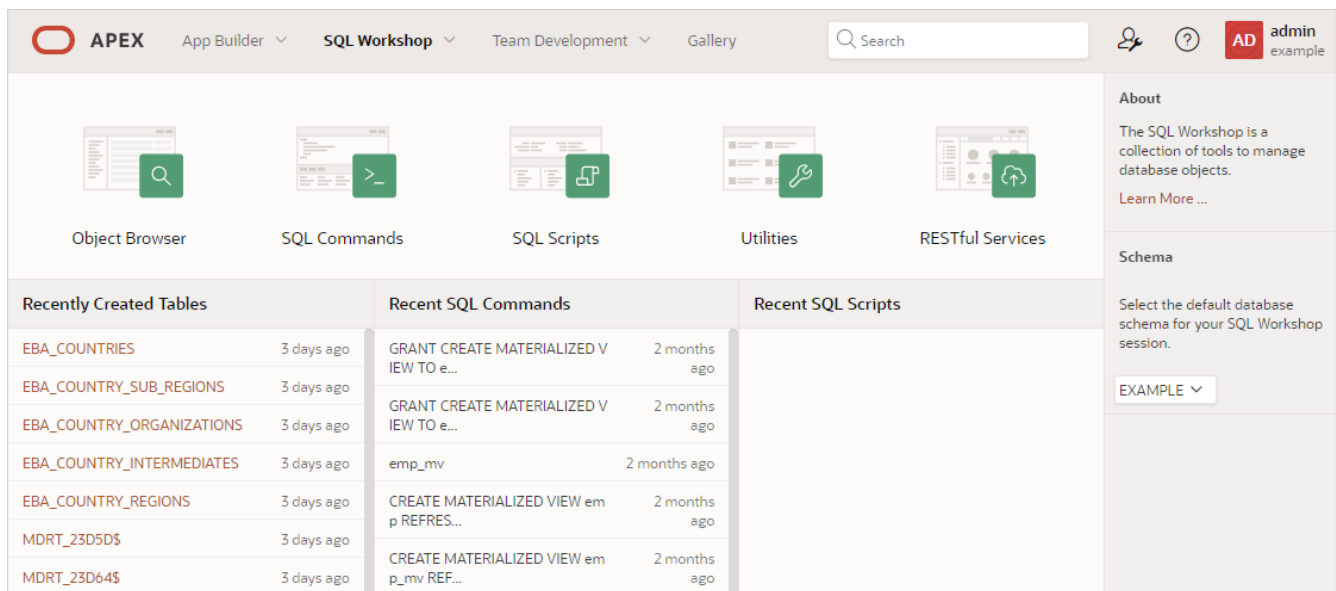 APEX
App Builder
SQL Workshop
Team Development
Gallery
Search
AD
admin
example
Object Browser
SQL Commands
SQL Scripts
Utilities
RESTful Services
About
The SQL Workshop is a
collection of tools to manage
database objects.
Learn More ...
Schema
Select the default database
schema for your SQL Workshop
session.
EXAMPLE
Recently Created Tables
EBA_COUNTRIES 3 days ago
EBA_COUNTRY_SUB_REGIONS 3 days ago
EBA_COUNTRY_ORGANIZATIONS 3 days ago
EBA_COUNTRY_INTERMEDIATES 3 days ago
EBA_COUNTRY_REGIONS 3 days ago
MDRT_23D5D$ 3 days ago
MDRT_23D64$ 3 days ago
Recent SQL Commands
GRANT CREATE MATERIALIZED V 2 months
IEW TO e... ago
GRANT CREATE MATERIALIZED V 2 months
IEW TO e... ago
emp_mv 2 months ago
CREATE MATERIALIZED VIEW em 2 months
p REFRES... ago
CREATE MATERIALIZED VIEW em 2 months
p_mv REF... ago
Recent SQL Scripts